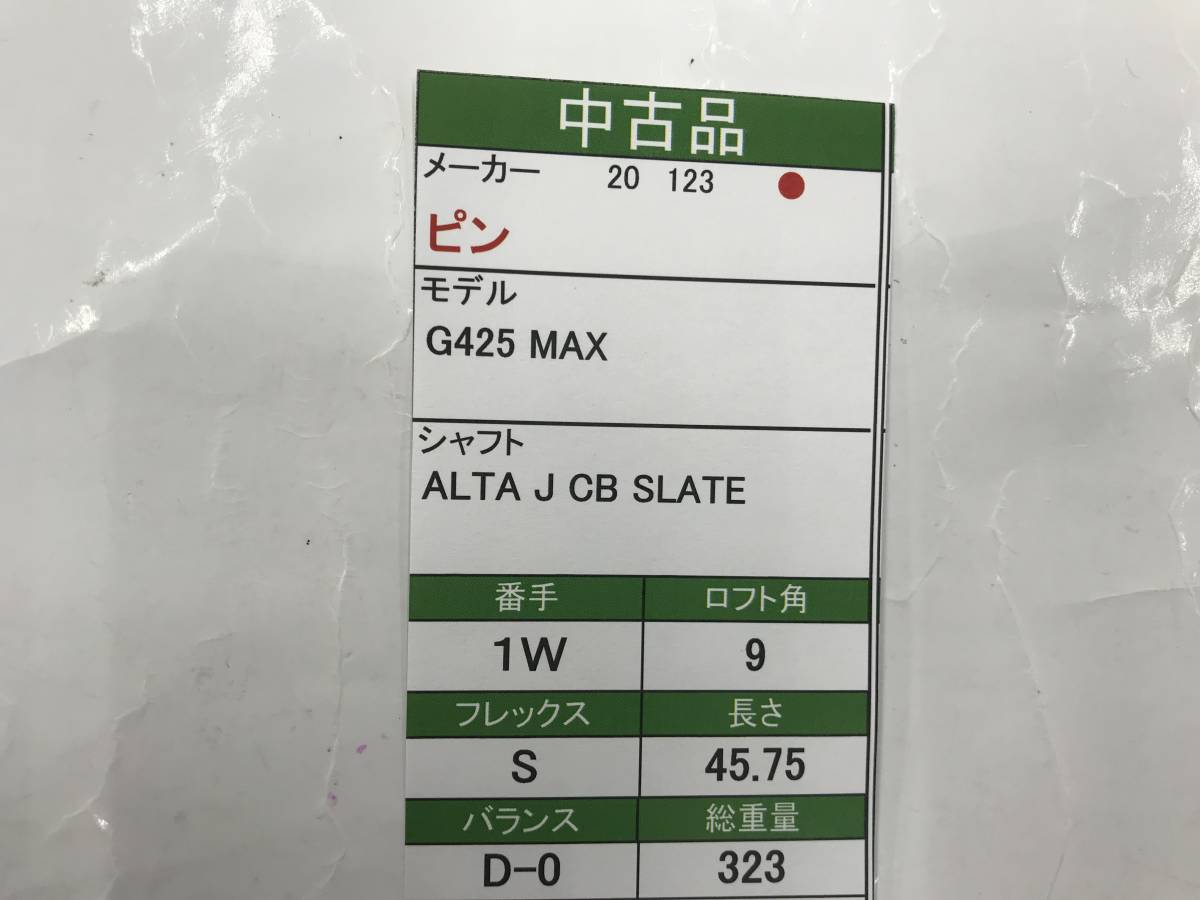 中古品
メーカー 20 123
ピン
モデル
G425 MAX
シャフト
ALTA J CB SLATE
番手 ロフト角
1W 9
フレックス 長さ
S 45.75
バランス 総重量
D-0 323